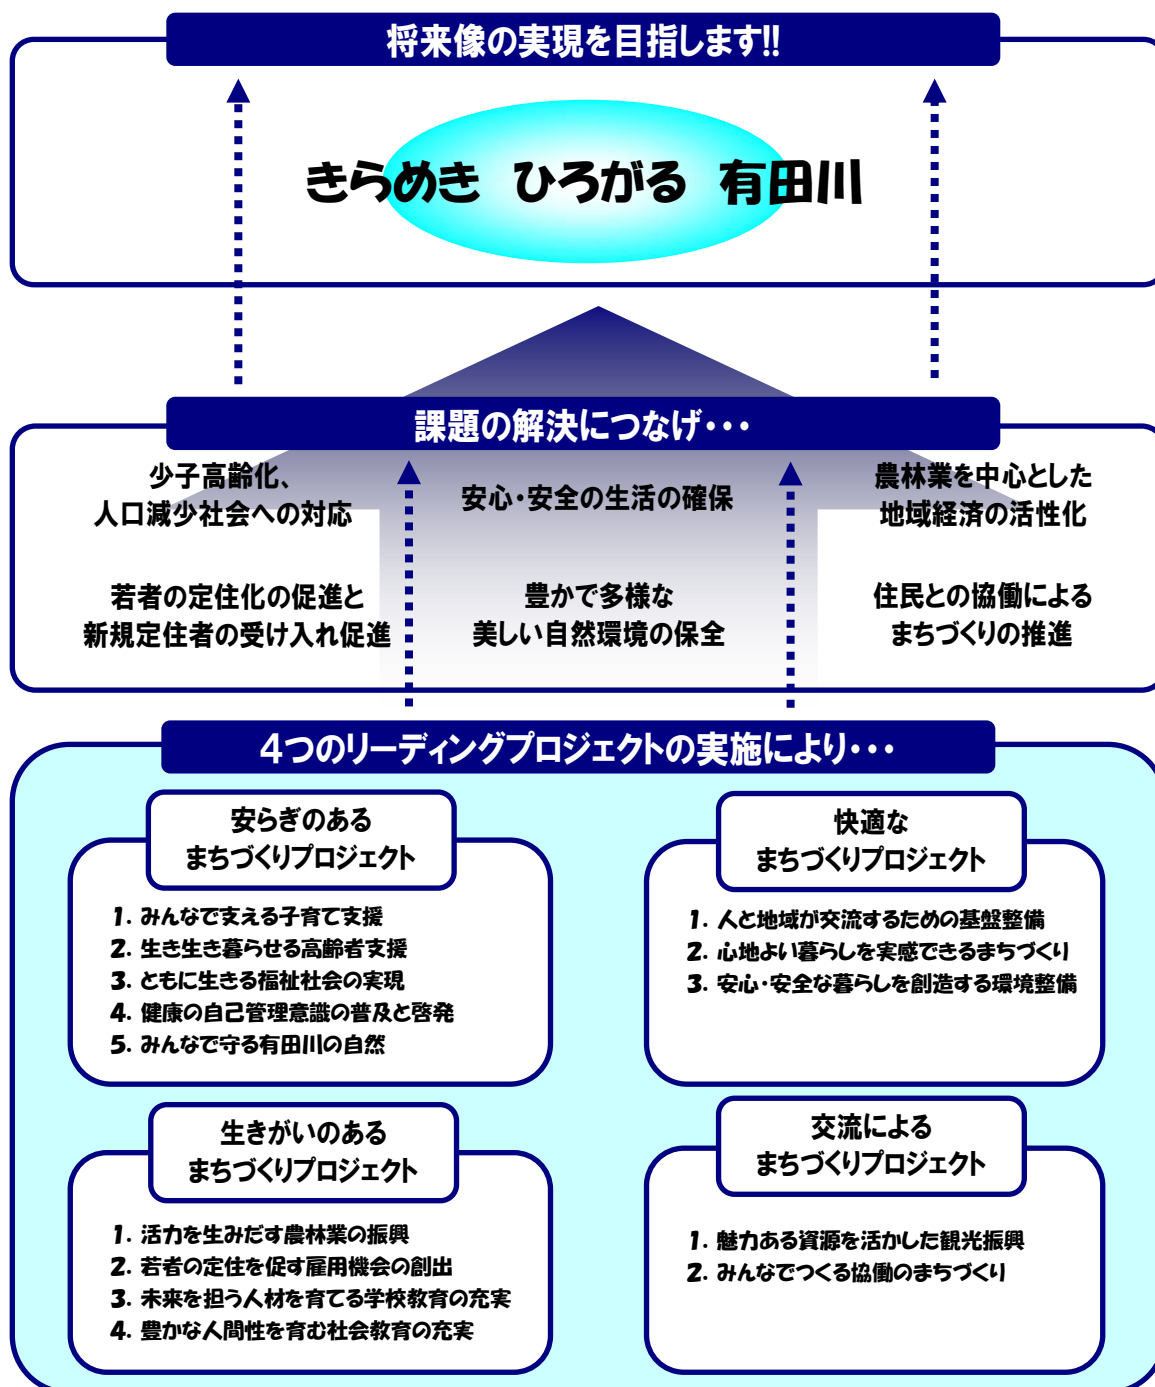 将来像の実現を目指します!!
きらめき ひろがる 有田川
課題の解決につなげ・・・
少子高齢化、
人口減少社会への対応
安心・安全の生活の確保
農林業を中心とした
地域経済の活性化
若者の定住化の促進と
新規定住者の受け入れ促進
豊かで多様な
美しい自然環境の保全
住民との協働による
まちづくりの推進
4つのリーディングプロジェクトの実施により・・・
安らぎのある
まちづくりプロジェクト
1. みんなで支える子育て支援
2. 生き生き暮らせる高齢者支援
3. ともに生きる福祉社会の実現
4. 健康の自己管理意識の普及と啓発
5. みんなで守る有田川の自然
快適な
まちづくりプロジェクト
1. 人と地域が交流するための基盤整備
2. 心地よい暮らしを実感できるまちづくり
3. 安心・安全な暮らしを創造する環境整備
生きがいのある
まちづくりプロジェクト
1. 活力を生みだす農林業の振興
2. 若者の定住を促す雇用機会の創出
3. 未来を担う人材を育てる学校教育の充実
4. 豊かな人間性を育む社会教育の充実
交流による
まちづくりプロジェクト
1. 魅力ある資源を活かした観光振興
2. みんなでつくる協働のまちづくり